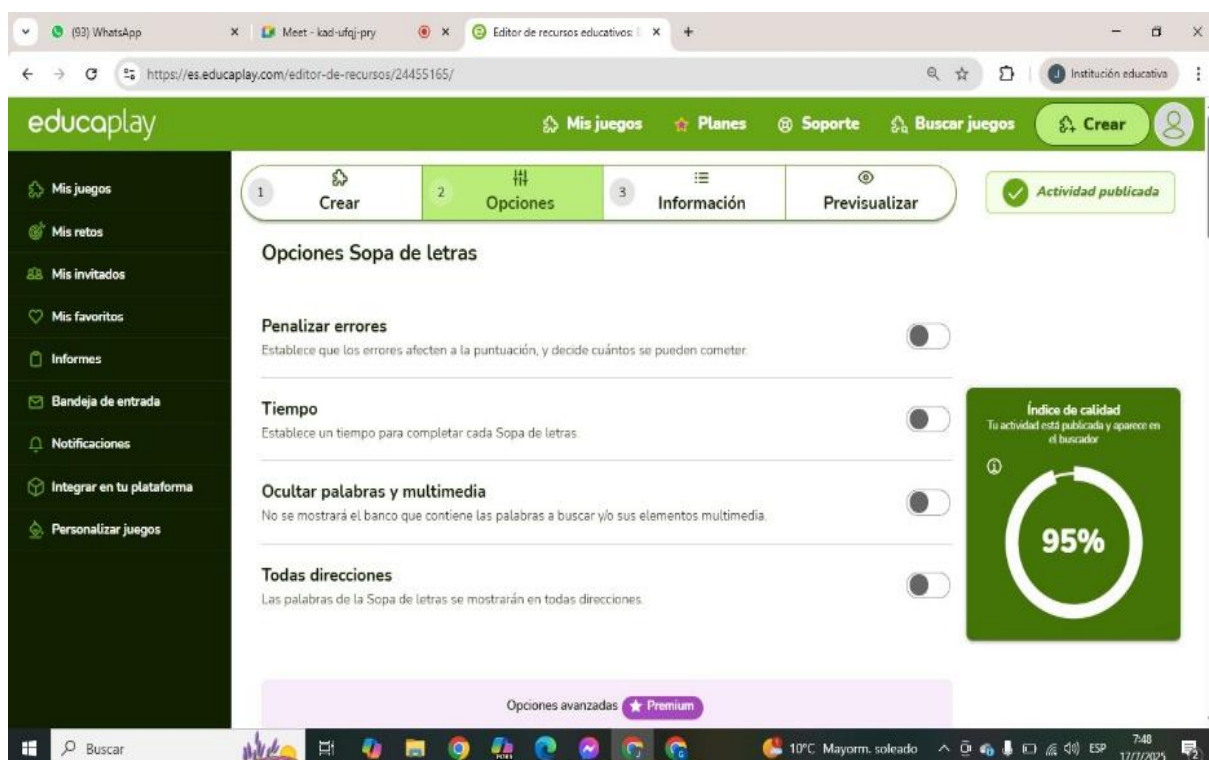 (93) WhatsApp
Meet - kad-ufqj-pry
Editor de recursos educativos:
https://es.educaplay.com/editor-de-recursos/24455165/
Institución educativa
educaplay
Mis juegos
Planes
Soporte
Buscar juegos
Crear
Mis juegos
Mis retos
Mis invitados
Mis favoritos
Informes
Bandeja de entrada
Notificaciones
Integrar en tu plataforma
Personalizar juegos
1 Crear
2 Opciones
3 Información
Previsualizar
Actividad publicada
Opciones Sopa de letras
Penalizar errores
Establece que los errores afecten a la puntuación, y decide cuántos se pueden cometer.
Tiempo
Establece un tiempo para completar cada Sopa de letras.
Ocultar palabras y multimedia
No se mostrará el banco que contiene las palabras a buscar y/o sus elementos multimedia.
Todas direcciones
Las palabras de la Sopa de letras se mostrarán en todas direcciones.
Índice de calidad
Tu actividad está publicada y aparece en
el buscador
95%
Opciones avanzadas Premium
Buscar
10°C Mayorm. soleado
ESP
7:48
17/7/2025